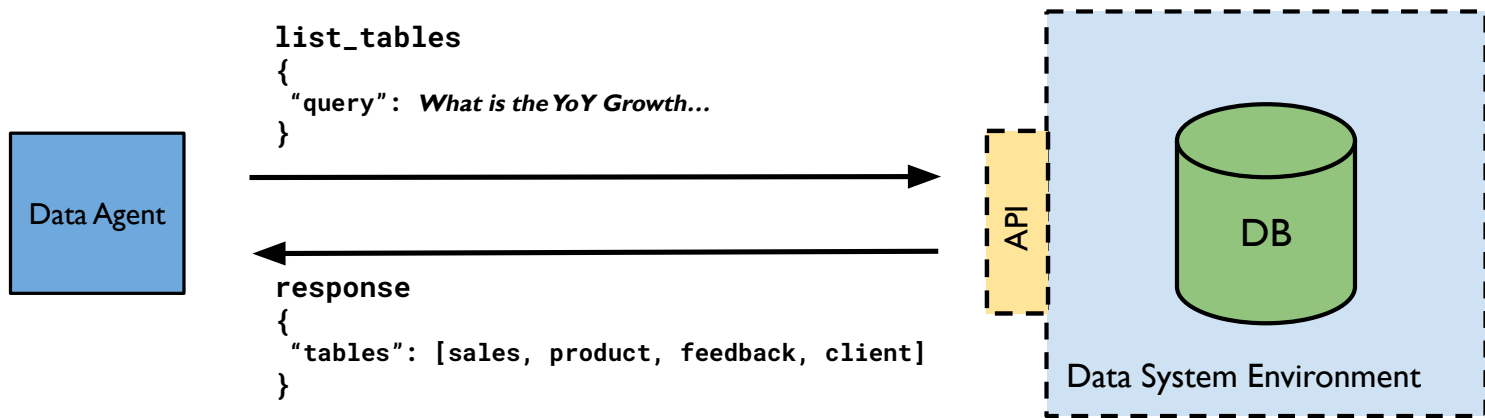 list_tables
{
“query”: What is the YoY Growth…
}
Data Agent
API
DB
response
{
“tables”: [sales, product, feedback, client]
}
Data System Environment